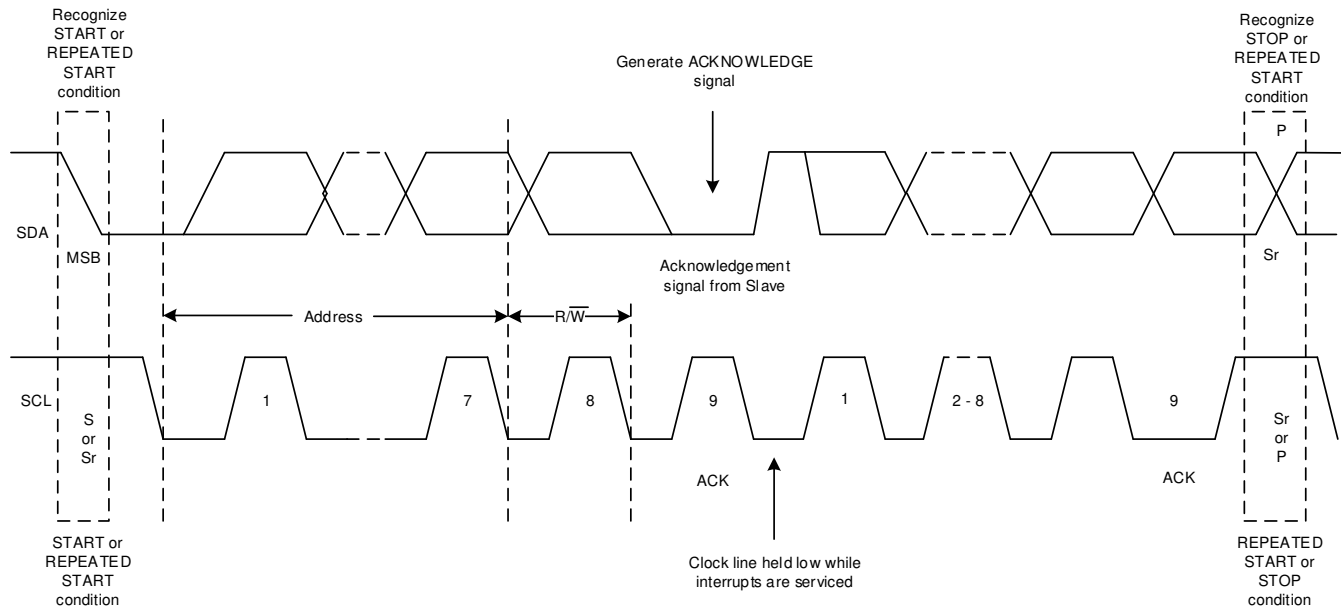 Recognize
START or
REPEATED
START
condition
Generate ACKNOWLEDGE
signal
Recognize
STOP or
REPEATED
START
condition
P
SDA
MSB
Acknowledgement
signal from Slave
Sr
Address
R/W̅
SCL
S
or
Sr
1
7
8
9
1
2 - 8
9
Sr
or
P
ACK
ACK
START or
REPEATED
START
condition
Clock line held low while
interrupts are serviced
REPEATED
START or
STOP
condition